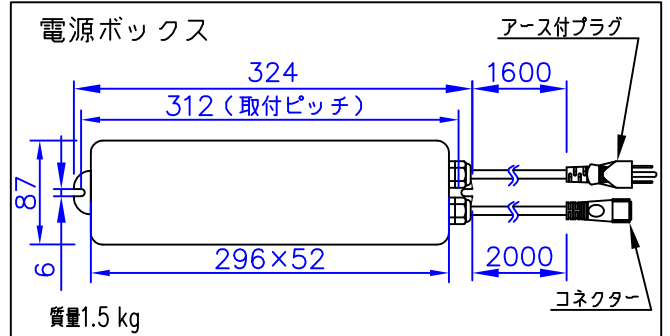 電源ボックス
アース付プラグ
324
1600
312（取付ピッチ）
87
6
296×52
2000
コネクター
質量1.5 kg